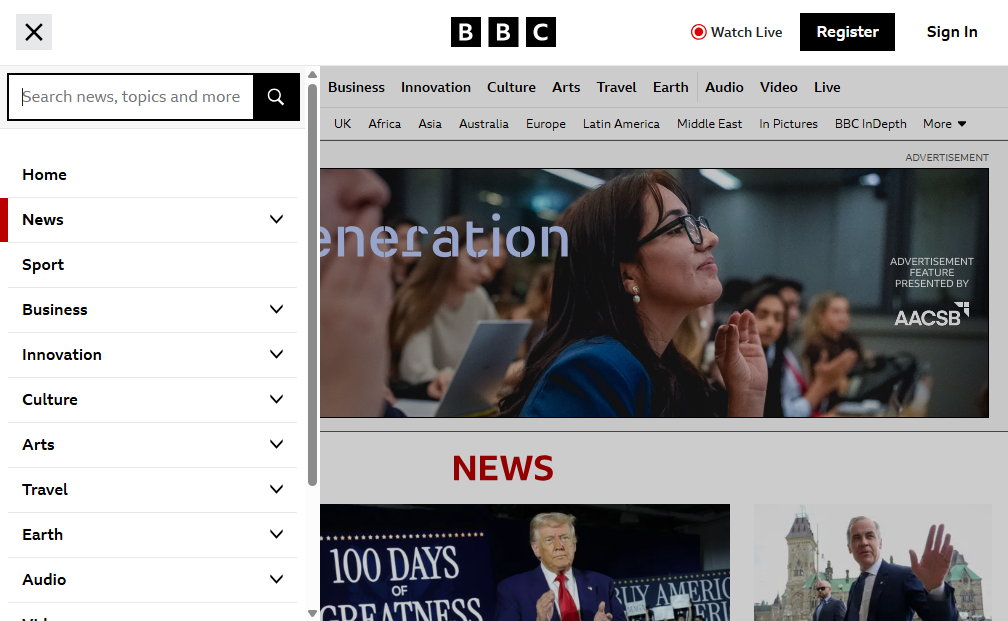 BBC
Watch Live
Register
Sign In
Search news, topics and more
Business Innovation Culture Arts Travel Earth Audio Video Live
UK Africa Asia Australia Europe Latin America Middle East In Pictures BBC InDepth More
Home
News
Sport
Business
Innovation
Culture
Arts
Travel
Earth
Audio
ADVERTISEMENT
eneration
ADVERTISEMENT
FEATURE
PRESENTED BY
AACSB
NEWS
100 DAYS
OF
GREATNESS
BUY AMERIC